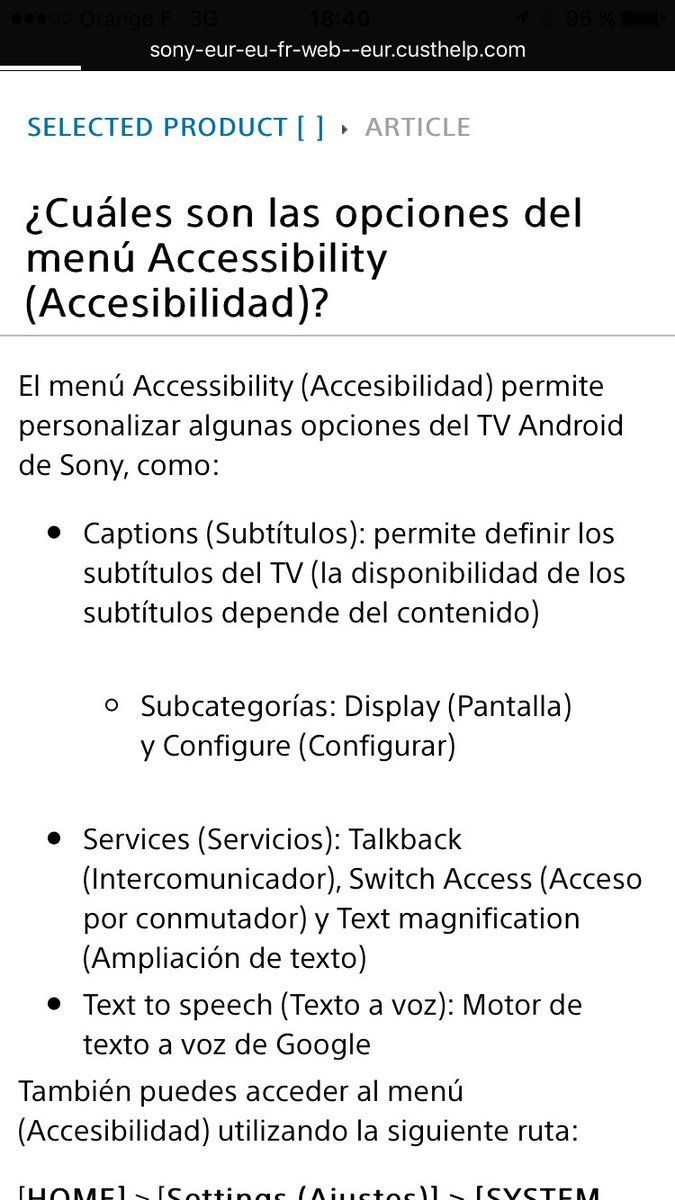 Orange F 3G 18:40 95 %
sony-eur-eu-fr-web--eur.custhelp.com
SELECTED PRODUCT [ ] ARTICLE
¿Cuáles son las opciones del
menú Accessibility
(Accesibilidad)?
El menú Accessibility (Accesibilidad) permite
personalizar algunas opciones del TV Android
de Sony, como:
Captions (Subtítulos): permite definir los
subtítulos del TV (la disponibilidad de los
subtítulos depende del contenido)
Subcategorías: Display (Pantalla)
y Configure (Configurar)
Services (Servicios): Talkback
(Intercomunicador), Switch Access (Acceso
por conmutador) y Text magnification
(Ampliación de texto)
Text to speech (Texto a voz): Motor de
texto a voz de Google
También puedes acceder al menú
(Accesibilidad) utilizando la siguiente ruta:
[HOME] > [Settings (Ajustes)] > [SYSTEM